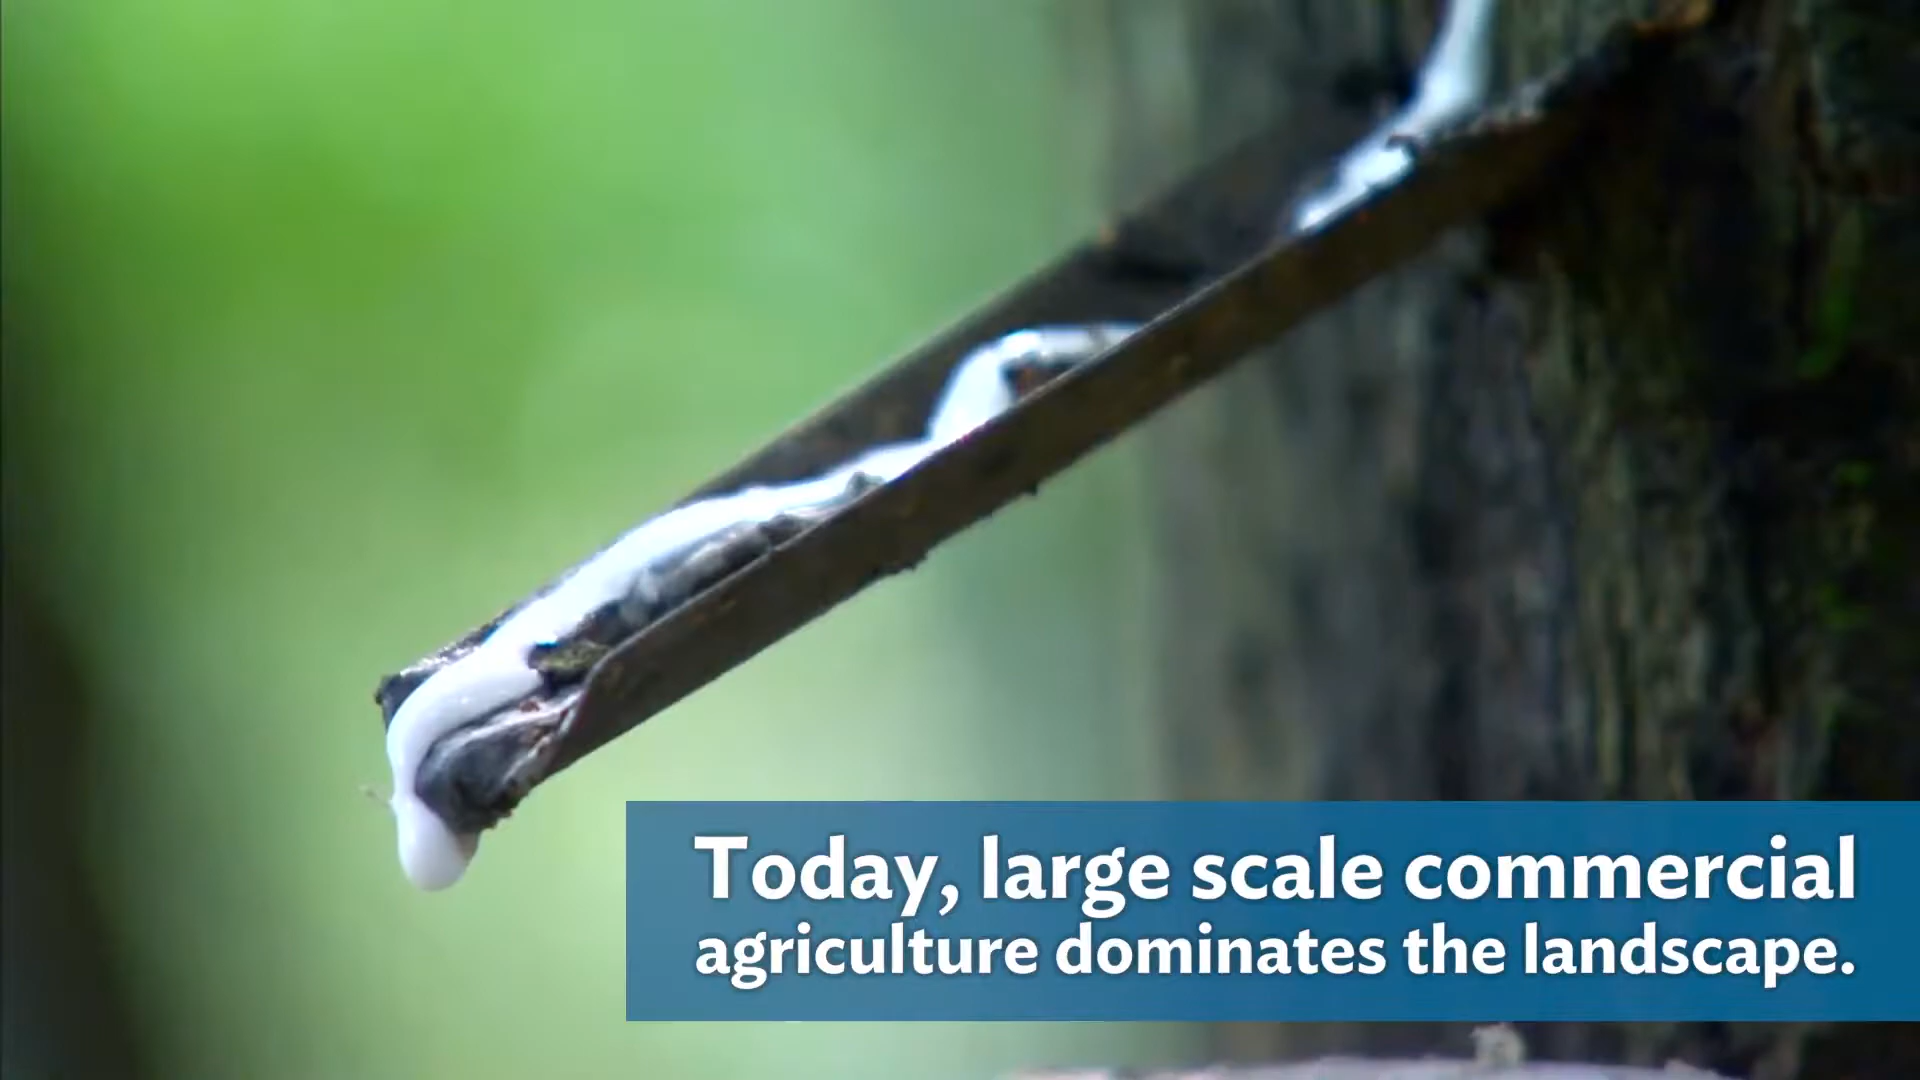 Today, large scale commercial
agriculture dominates the landscape.